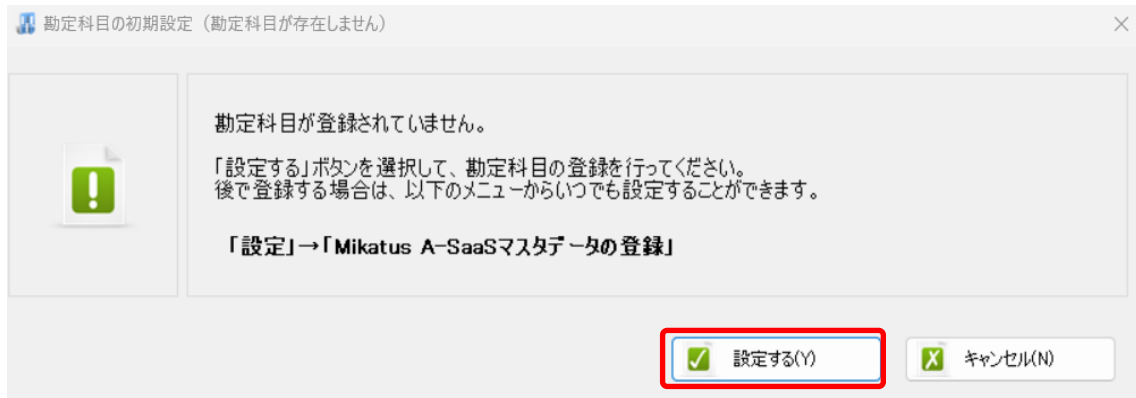 勘定科目の初期設定（勘定科目が存在しません）
勘定科目が登録されていません。
「設定する」ボタンを選択して、勘定科目の登録を行ってください。
後で登録する場合は、以下のメニューからいつでも設定することができます。
「設定」→「Mikatus A-SaaSマスタデータの登録」
設定する(Y)
キャンセル(N)